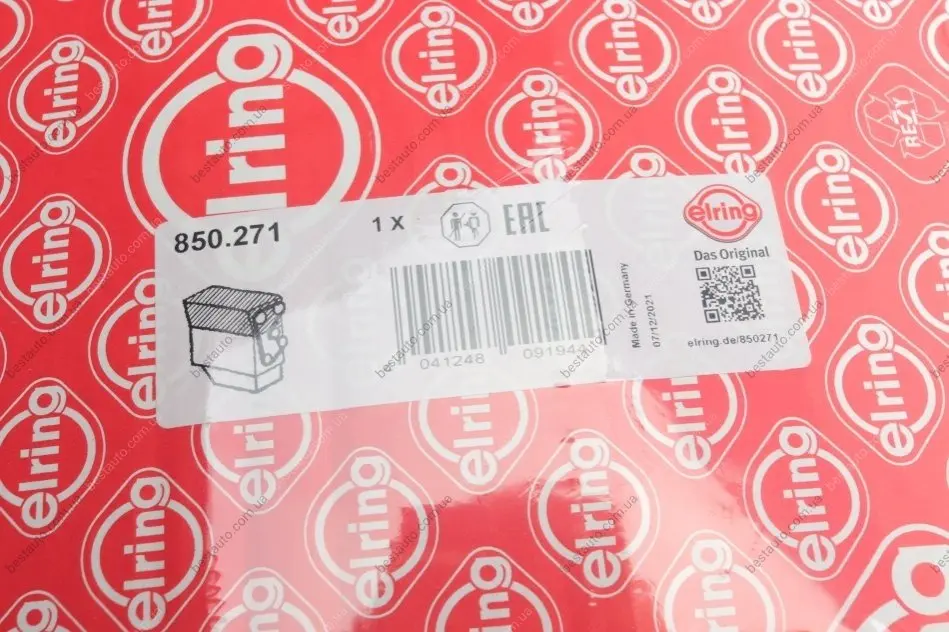 850.271
1 X
EAC
elring
Das Original
elring.de/850271
Made in Germany
07/12/2021
041248
091944
elring
REZY
bestauto.com.ua